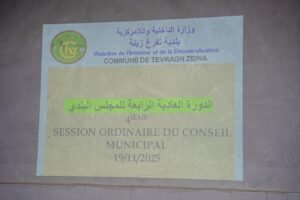 وزارة الداخلية واللامركزية
بلدية تفرغ زينة
Ministère de l'Intérieur et de la Décentralisation
COMMUNE DE TEVRAGH ZEINA
الدورة العادية الرابعة للمجلس البلدي
4IÈME
SESSION ORDINAIRE DU CONSEIL
MUNICIPAL
19/11/2025